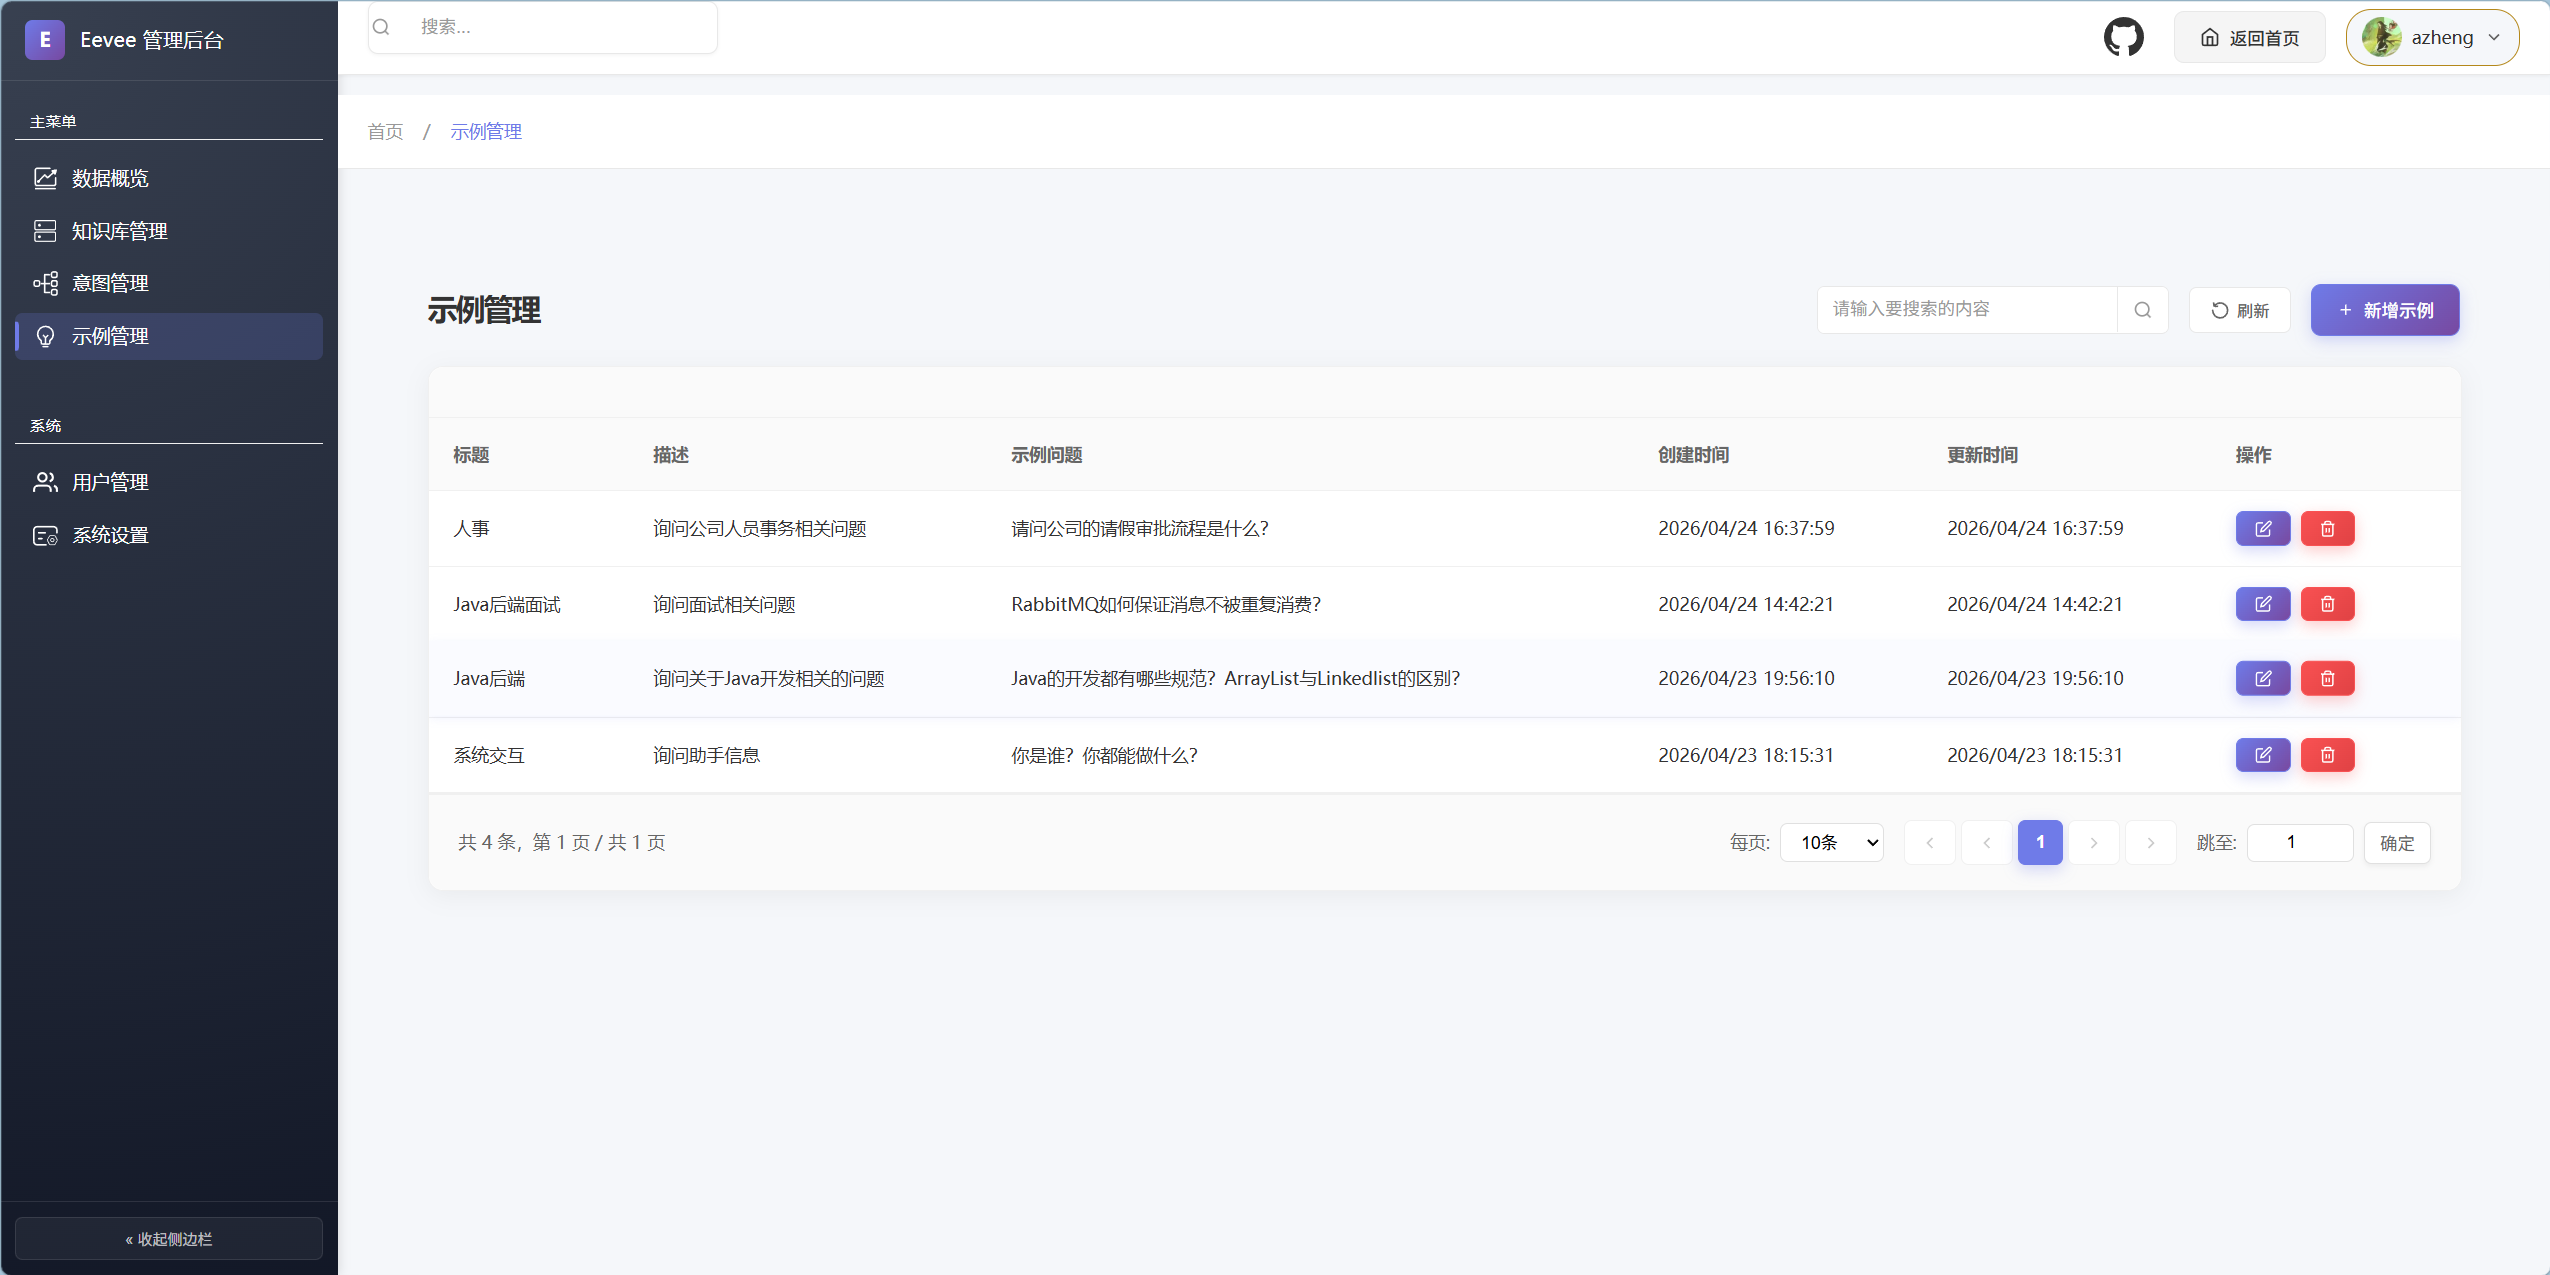 E Eevee 管理后台
搜索...
返回首页
azheng
主菜单
数据概览
知识库管理
意图管理
示例管理
系统
用户管理
系统设置
« 收起侧边栏
首页 / 示例管理
示例管理
请输入要搜索的内容
刷新
+ 新增示例
标题 描述 示例问题 创建时间 更新时间 操作
人事 询问公司人员事务相关问题 请问公司的请假审批流程是什么? 2026/04/24 16:37:59 2026/04/24 16:37:59
Java后端面试 询问面试相关问题 RabbitMQ如何保证消息不被重复消费? 2026/04/24 14:42:21 2026/04/24 14:42:21
Java后端 询问关于Java开发相关的问题 Java的开发都有哪些规范? ArrayList与Linkedlist的区别? 2026/04/23 19:56:10 2026/04/23 19:56:10
系统交互 询问助手信息 你是谁? 你都能做什么? 2026/04/23 18:15:31 2026/04/23 18:15:31
共 4 条, 第 1 页 / 共 1 页
每页: 10条 ‹ ‹ 1 › › 跳至: 1 确定